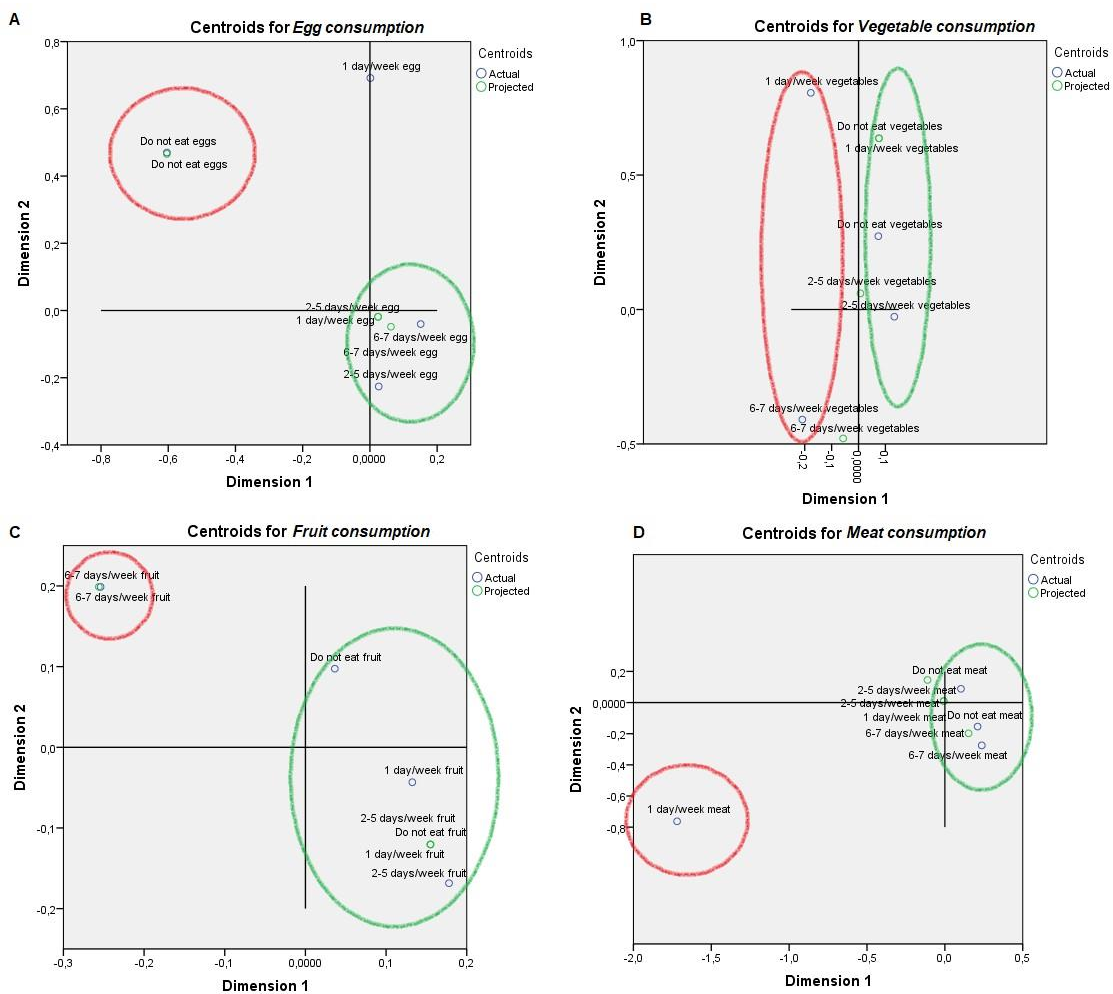 A
Centroids for Egg consumption
Centroids
Actual
Projected
0,8
0,6
0,4
0,2
0,0
-0,2
-0,4
Dimension 2
1 day/week egg
Do not eat eggs
Do not eat eggs
2-5 days/week egg
1 day/week egg
6-7 days/week egg
6-7 days/week egg
2-5 days/week egg
-0,8
-0,6
-0,4
-0,2
0,0000
0,2
Dimension 1
B
Centroids for Vegetable consumption
Centroids
Actual
Projected
1,0
0,5
0,0
-0,5
Dimension 2
1 day/week vegetables
Do not eat vegetables
1 day/week vegetables
Do not eat vegetables
2-5 days/week vegetables
2-5 days/week vegetables
6-7 days/week vegetables
6-7 days/week vegetables
-0,2
-0,1
0,0000
0,1
Dimension 1
C
Centroids for Fruit consumption
Centroids
Actual
Projected
0,2
0,1
0,0
-0,1
-0,2
Dimension 2
6-7 days/week fruit
6-7 days/week fruit
Do not eat fruit
1 day/week fruit
2-5 days/week fruit
Do not eat fruit
1 day/week fruit
2-5 days/week fruit
-0,3
-0,2
-0,1
0,0000
0,1
0,2
Dimension 1
D
Centroids for Meat consumption
Centroids
Actual
Projected
0,2
0,0000
-0,2
-0,4
-0,6
-0,8
Dimension 2
Do not eat meat
2-5 days/week meat
2-5 days/week meat
1 day/week meat
Do not eat meat
6-7 days/week meat
6-7 days/week meat
1 day/week meat
-2,0
-1,5
-1,0
-0,5
0,0
0,5
Dimension 1